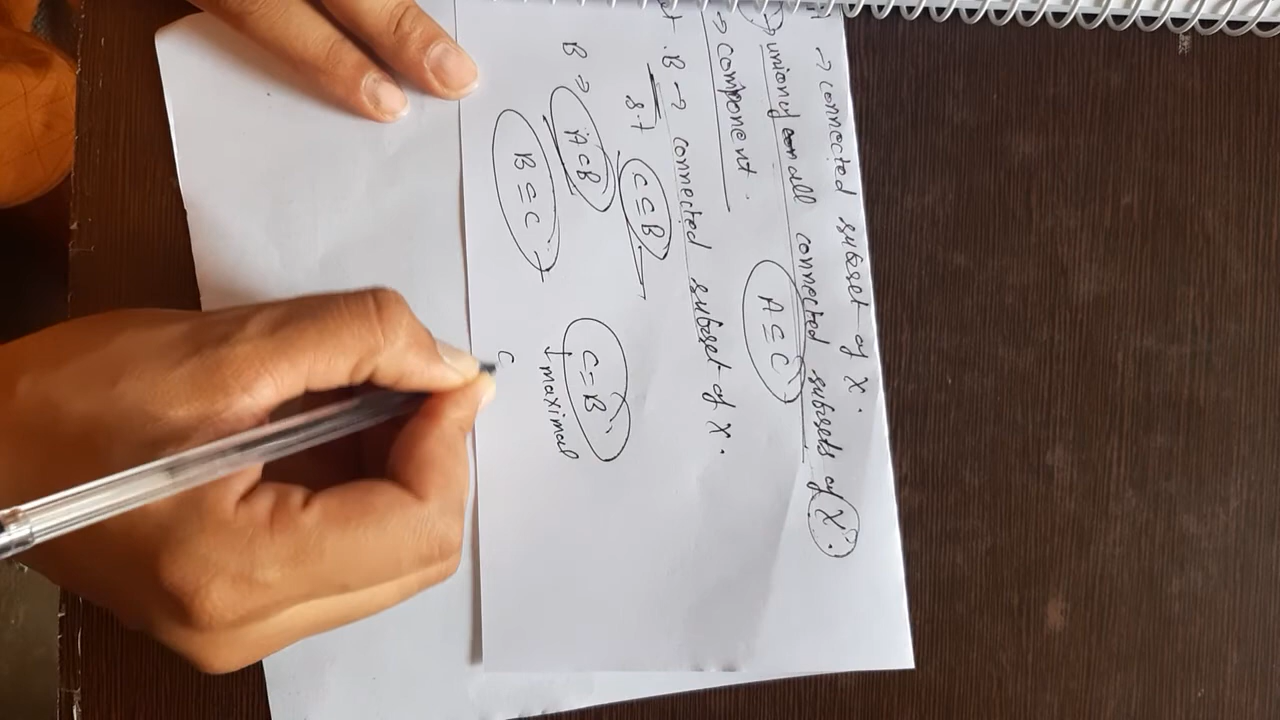 → connected subset of X.
→ union of all connected subsets of X.
A ⊆ C
→ component.
B → connected subset of X.
s.t C ⊆ B
B ⇒ A ⊂ B C = B
↓ maximal
B ⊆ C
C